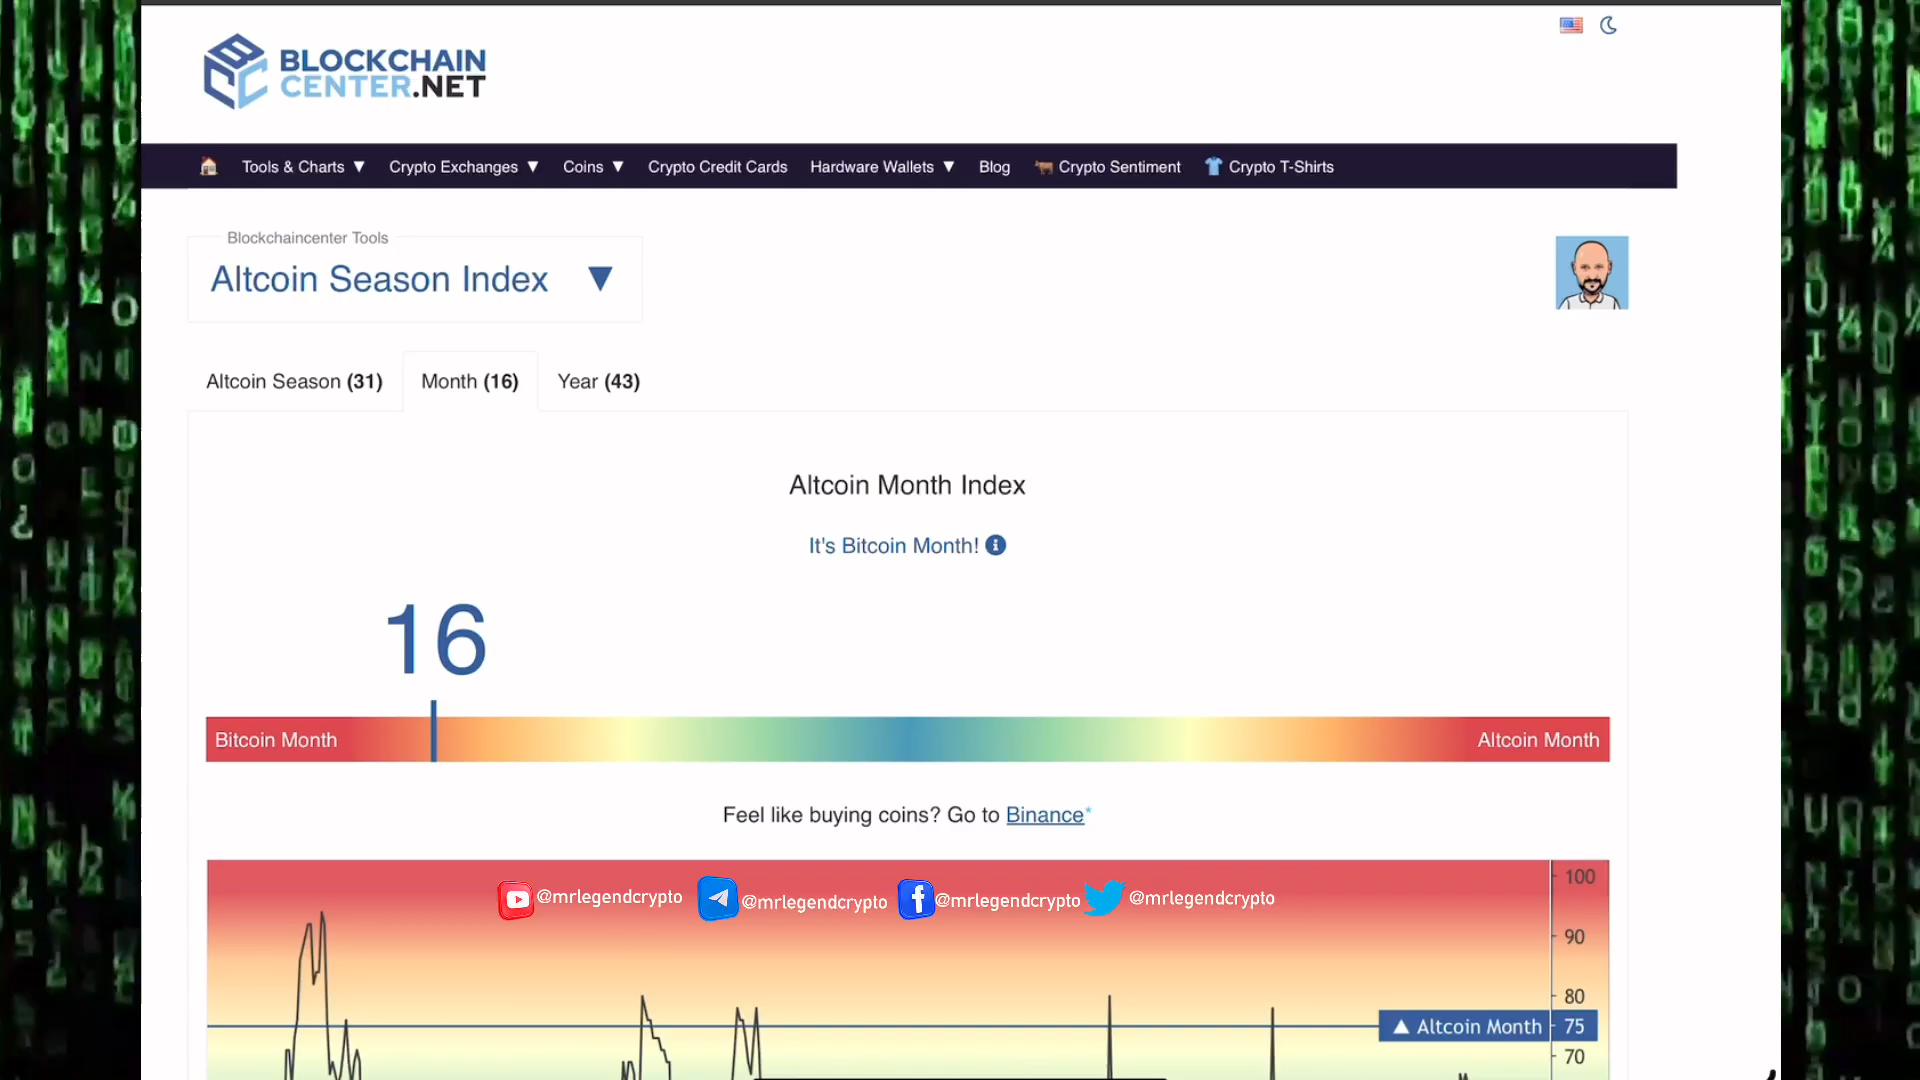 BLOCKCHAIN
CENTER.NET
Tools & Charts ▼ Crypto Exchanges ▼ Coins ▼ Crypto Credit Cards Hardware Wallets ▼ Blog Crypto Sentiment Crypto T-Shirts
Blockchaincenter Tools
Altcoin Season Index ▼
Altcoin Season (31) Month (16) Year (43)
Altcoin Month Index
It's Bitcoin Month!
16
Bitcoin Month Altcoin Month
Feel like buying coins? Go to Binance*
100
@mrlegendcrypto @mrlegendcrypto @mrlegendcrypto @mrlegendcrypto
90
80
▲ Altcoin Month 75
70